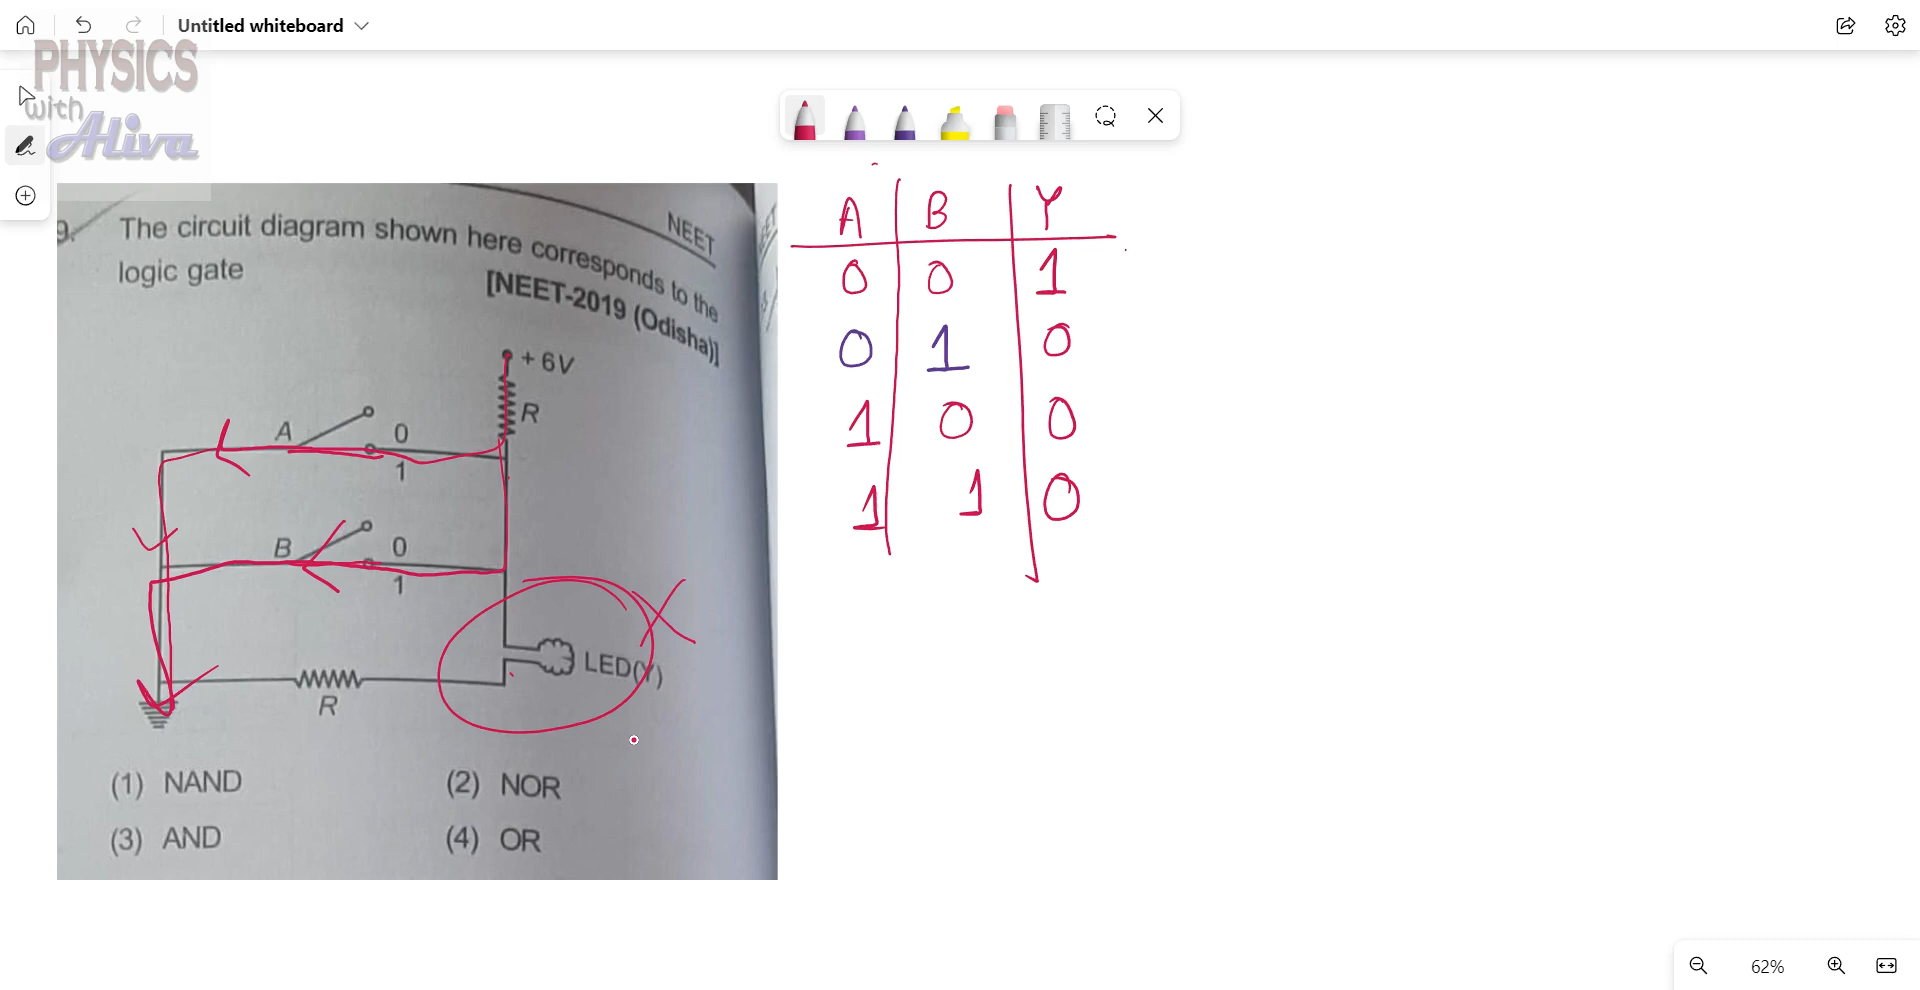 Untitled whiteboard
PHYSICS
with
Aliva
NEET
9. The circuit diagram shown here corresponds to the
logic gate
[NEET-2019 (Odisha)]
+ 6V
R
A
0
1
B
0
1
LED(Y)
R
(1) NAND
(2) NOR
(3) AND
(4) OR
A B Y
0 0 1
0 1 0
1 0 0
1 1 0
62%